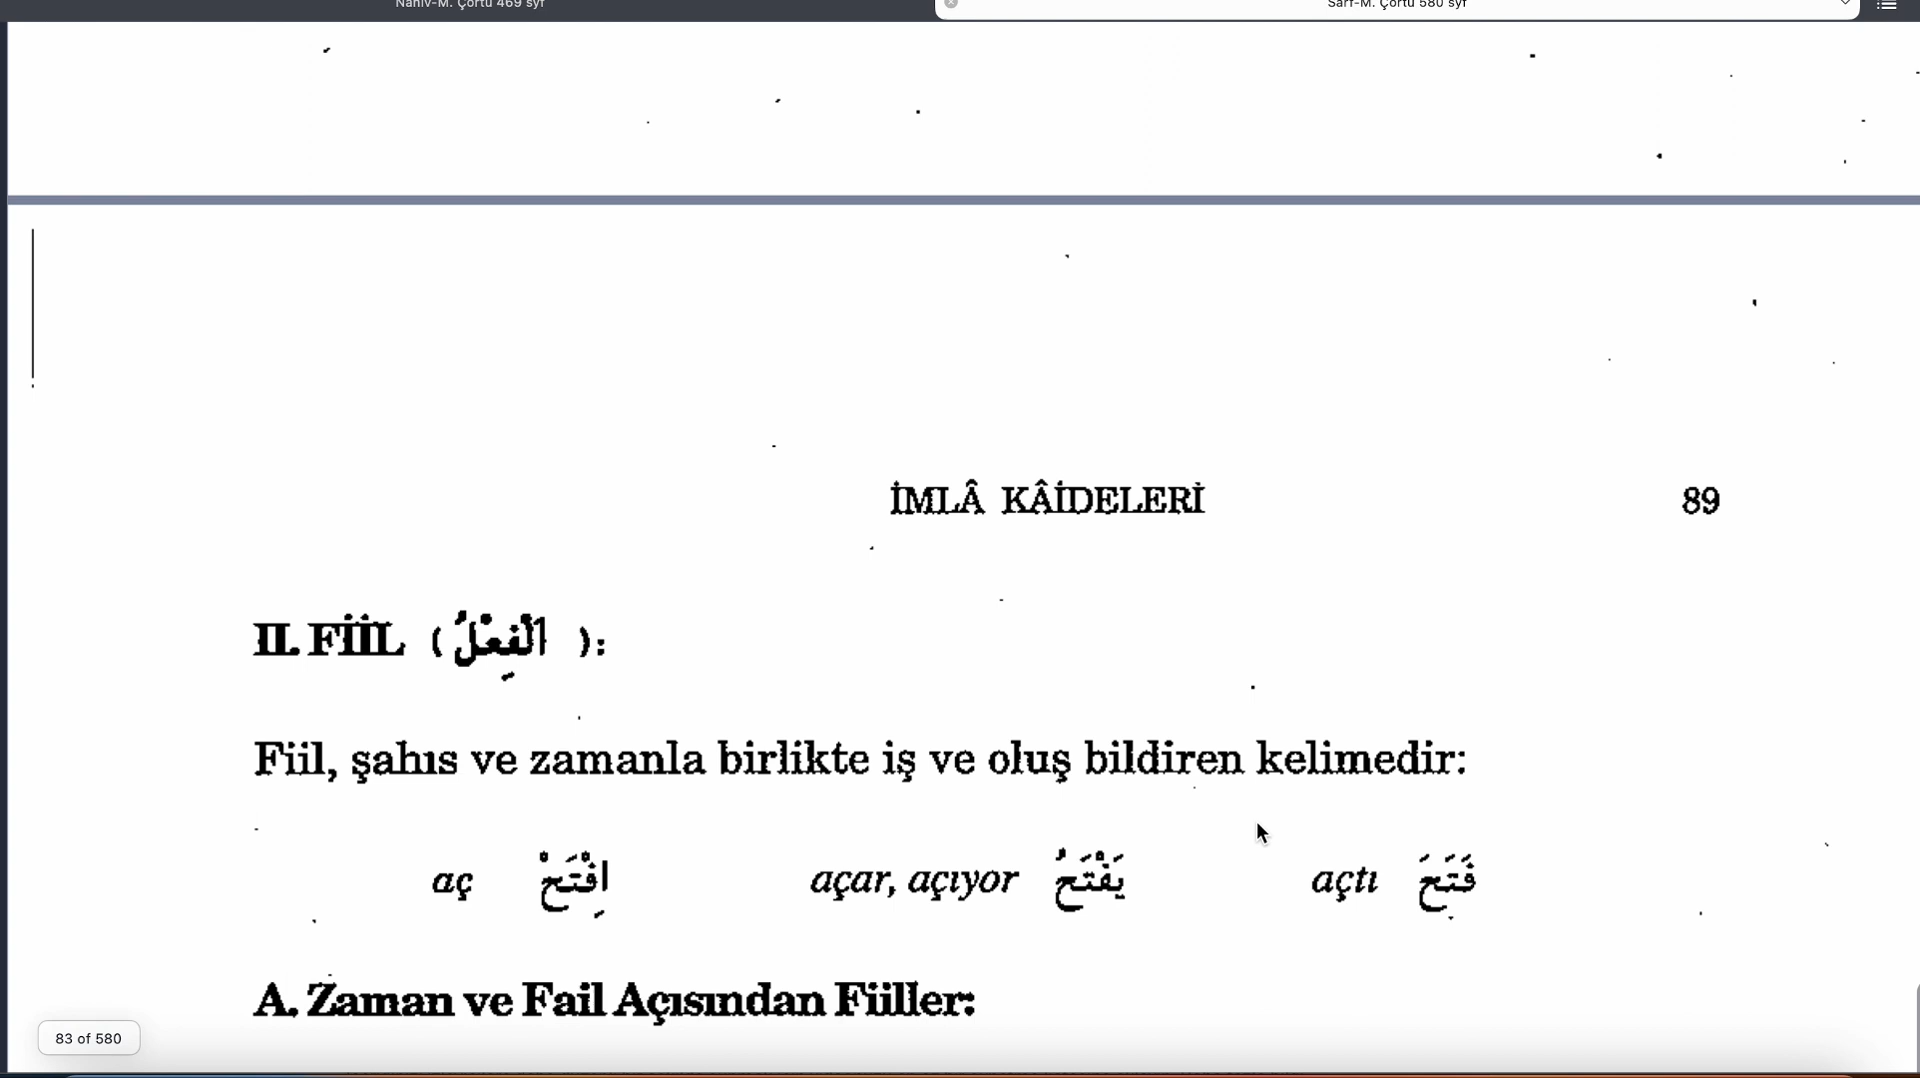 Nahiv-M. Çörtü 469 syf
Sarf-M. Çörtü 580 syf
İMLÂ KÂİDELERİ 89
II. FİİL ( اَلْفِعْلُ ):
Fiil, şahıs ve zamanla birlikte iş ve oluş bildiren kelimedir:
aç اِفْتَحْ açar, açıyor يَفْتَحُ açtı فَتَحَ
A. Zaman ve Fail Açısından Fiiller:
83 of 580